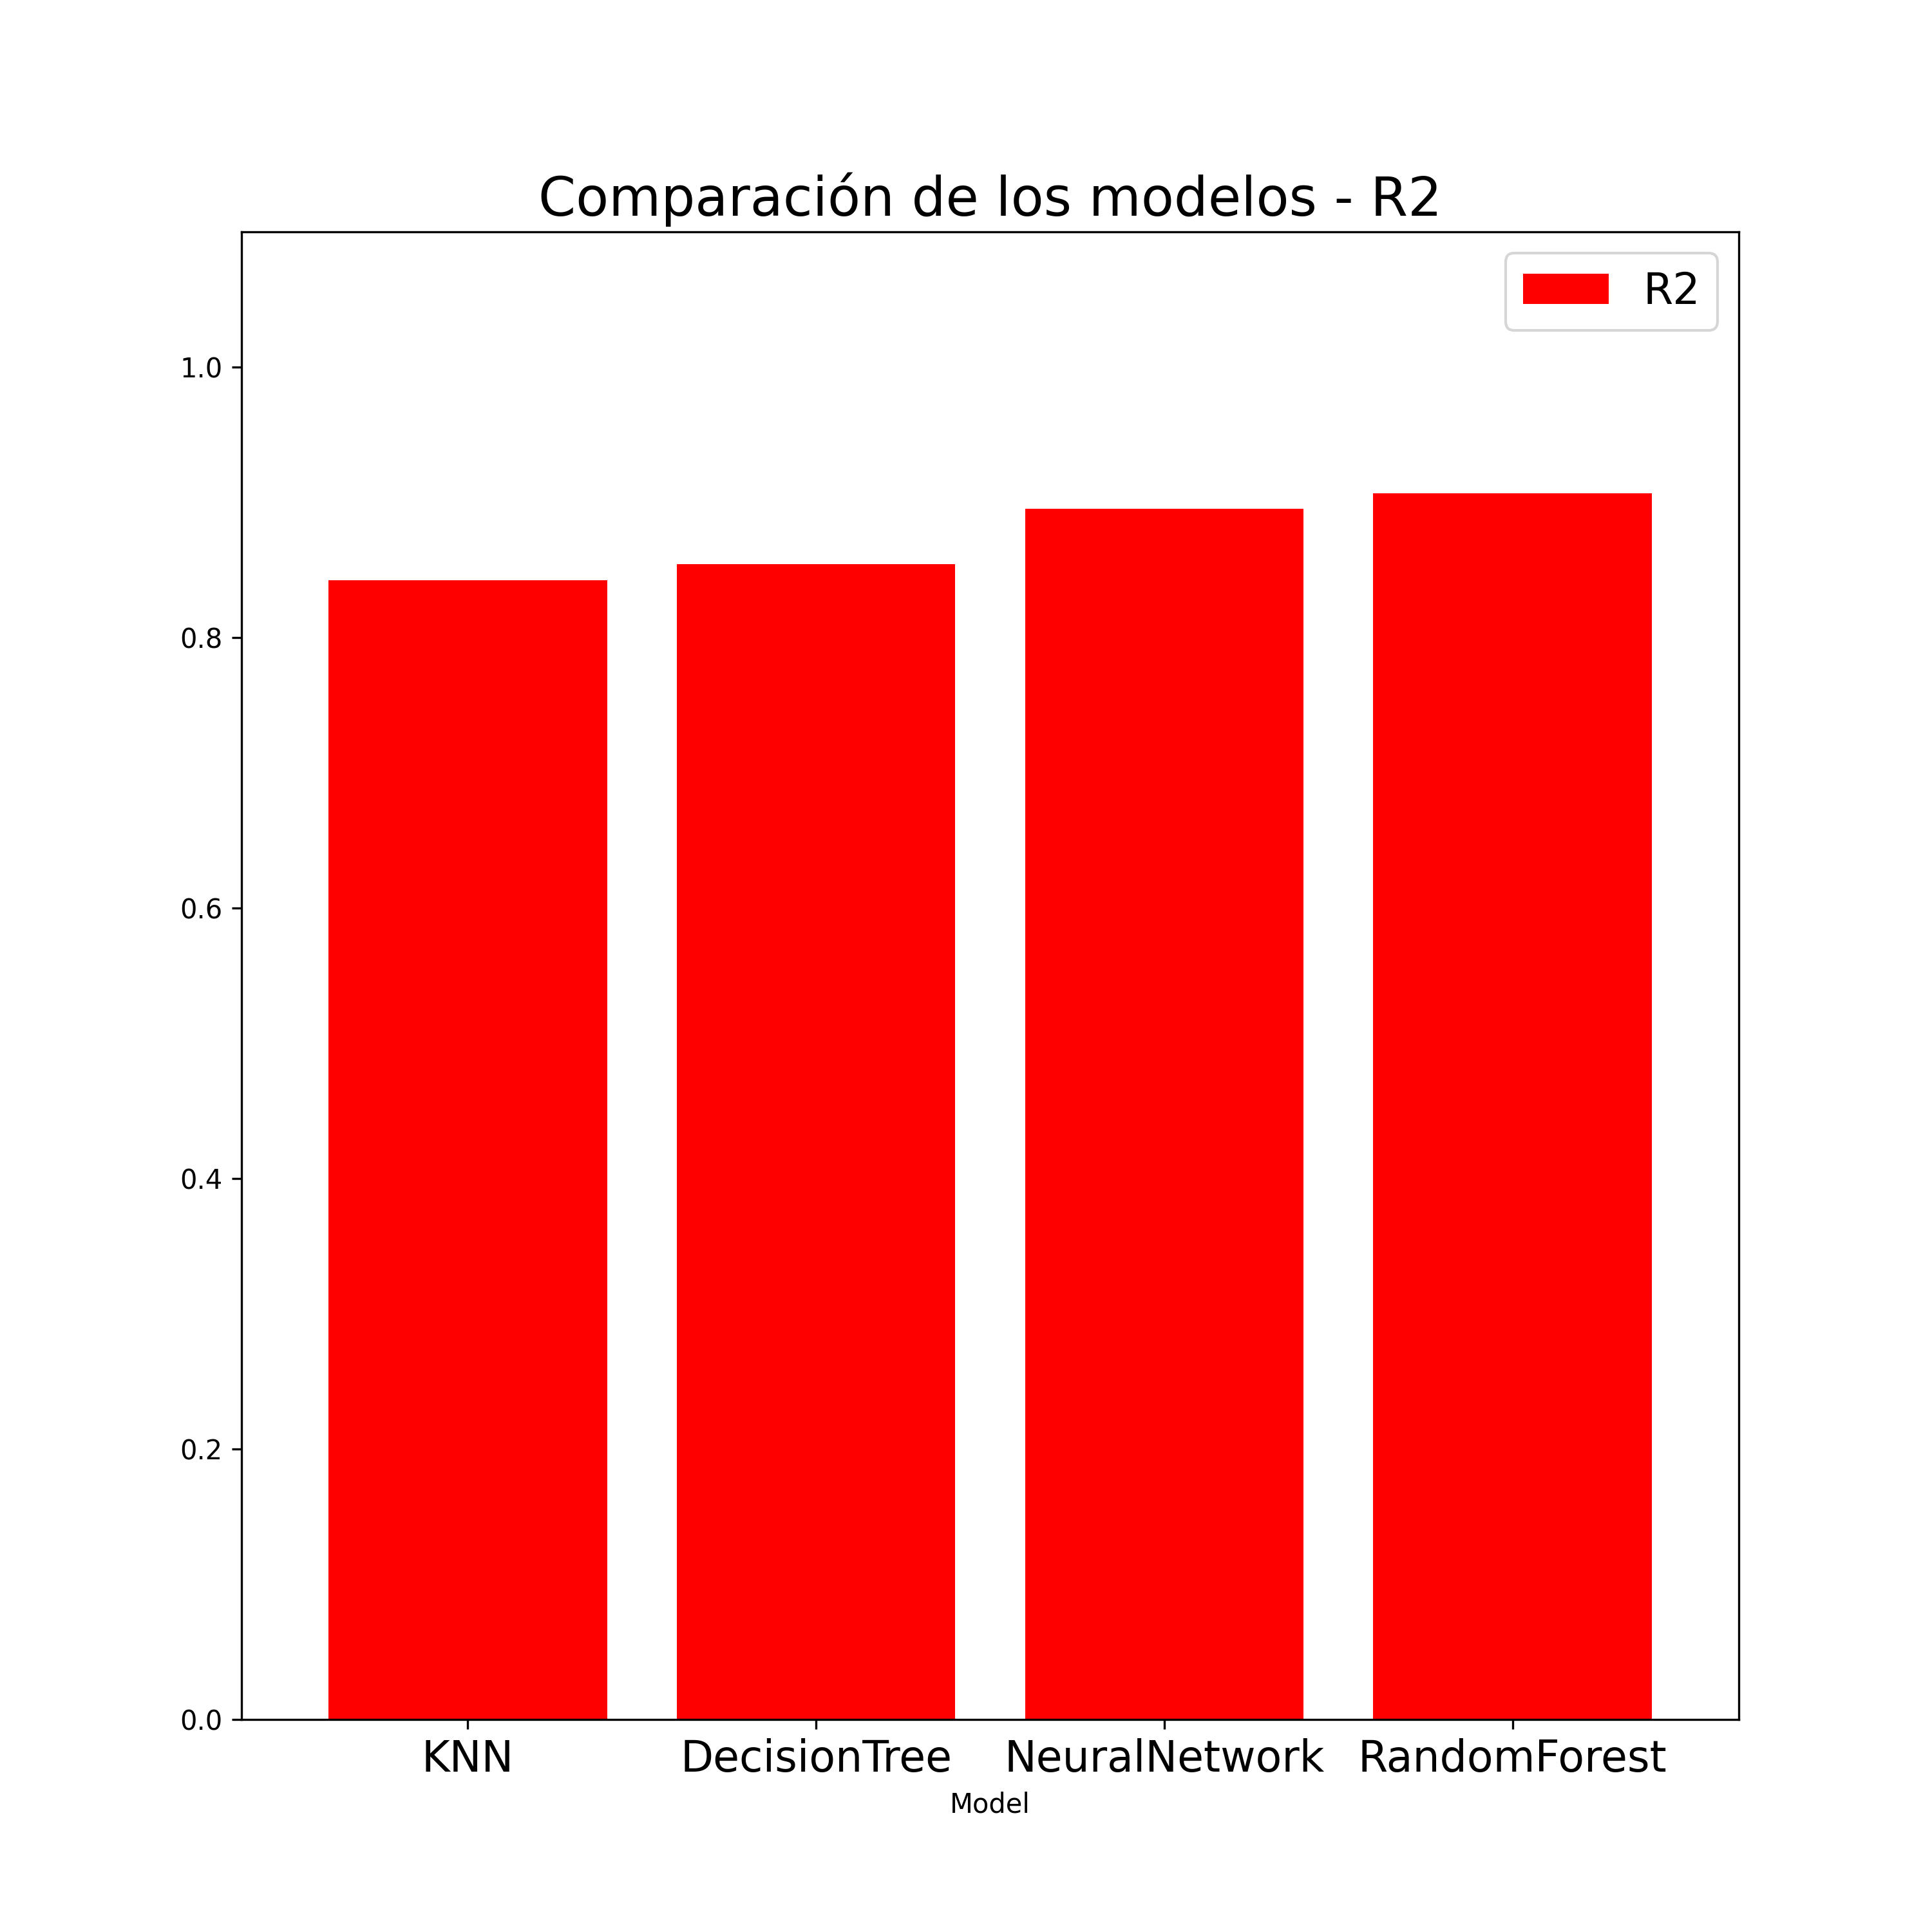 Comparación de los modelos - R2
R2
1.0
0.8
0.6
0.4
0.2
0.0
KNN DecisionTree NeuralNetwork RandomForest
Model